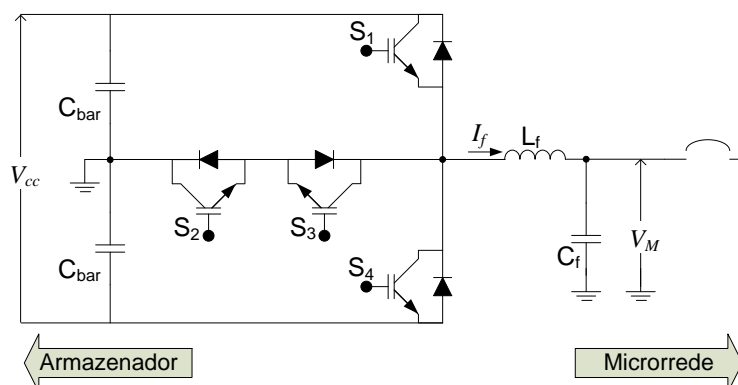 S1
Cbar
If
Lf
Vcc
S2
S3
Cbar
S4
Cf
VM
Armazenador
Microrrede